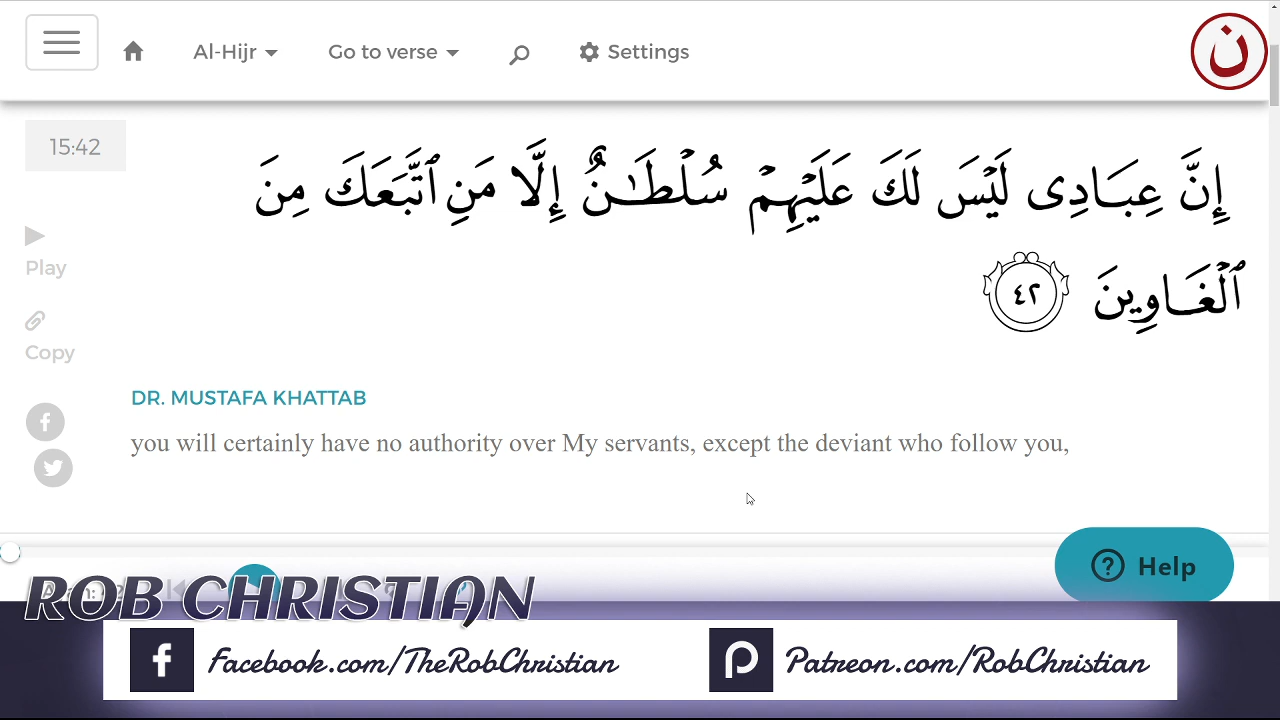 Al-Hijr
Go to verse
Settings
ن
15:42
إِنَّ عِبَادِى لَيْسَ لَكَ عَلَيْهِمْ سُلْطَـٰنٌ إِلَّا مَنِ ٱتَّبَعَكَ مِنَ
ٱلْغَاوِينَ ٤٢
Play
Copy
DR. MUSTAFA KHATTAB
you will certainly have no authority over My servants, except the deviant who follow you,
Help
ROB CHRISTIAN
Facebook.com/TheRobChristian
Patreon.com/RobChristian